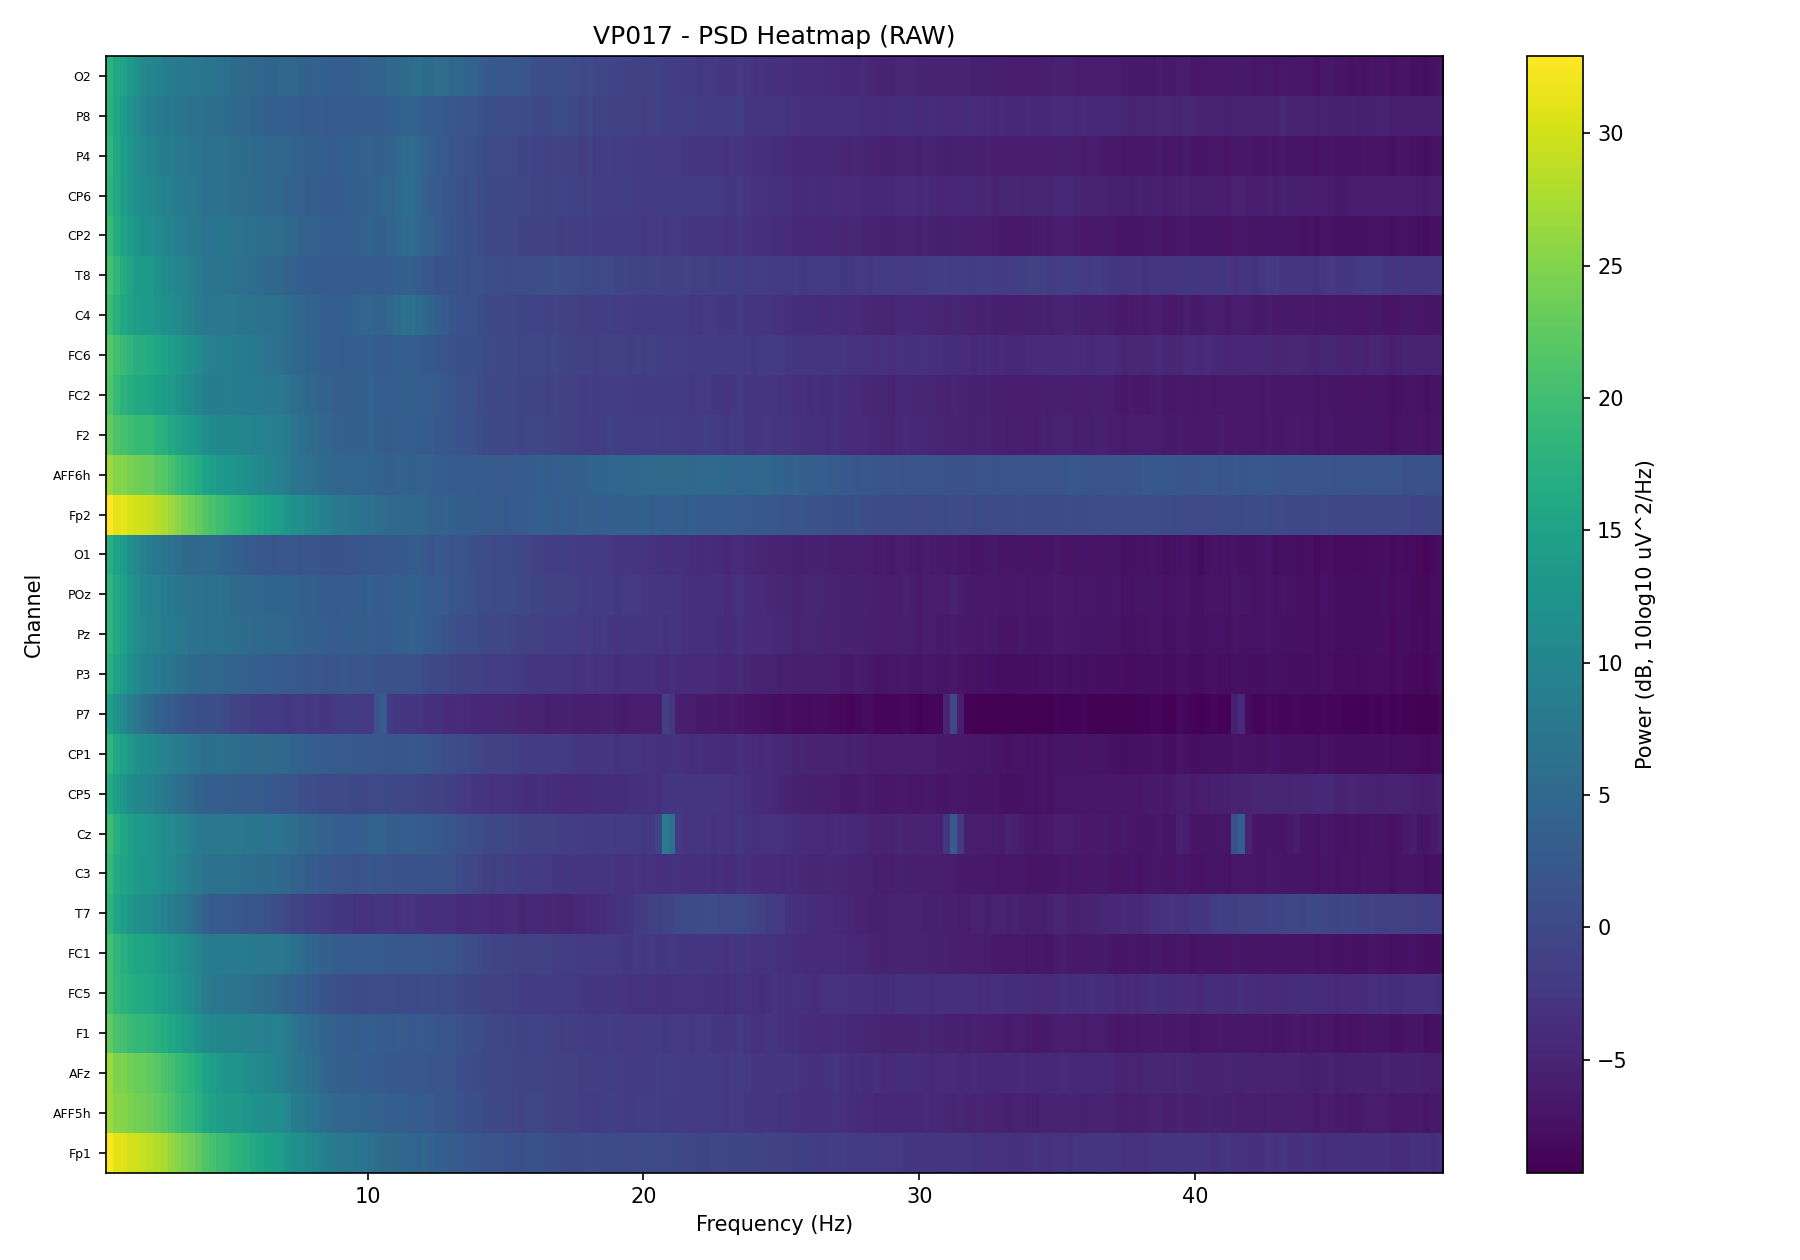 VP017 - PSD Heatmap (RAW)
O2
P8
P4
CP6
CP2
T8
C4
FC6
FC2
F2
AFF6h
Fp2
O1
POz
Pz
P3
P7
CP1
CP5
Cz
C3
T7
FC1
FC5
F1
AFz
AFF5h
Fp1
Channel
10 20 30 40
Frequency (Hz)
30
25
20
15
10
5
0
−5
Power (dB, 10log10 uV^2/Hz)